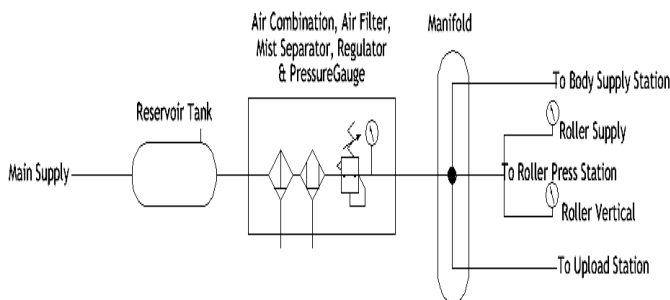 Air Combination, Air Filter,
Mist Separator, Regulator
& PressureGauge
Manifold
Reservoir Tank
Main Supply
To Body Supply Station
Roller Supply
To Roller Press Station
Roller Vertical
To Upload Station